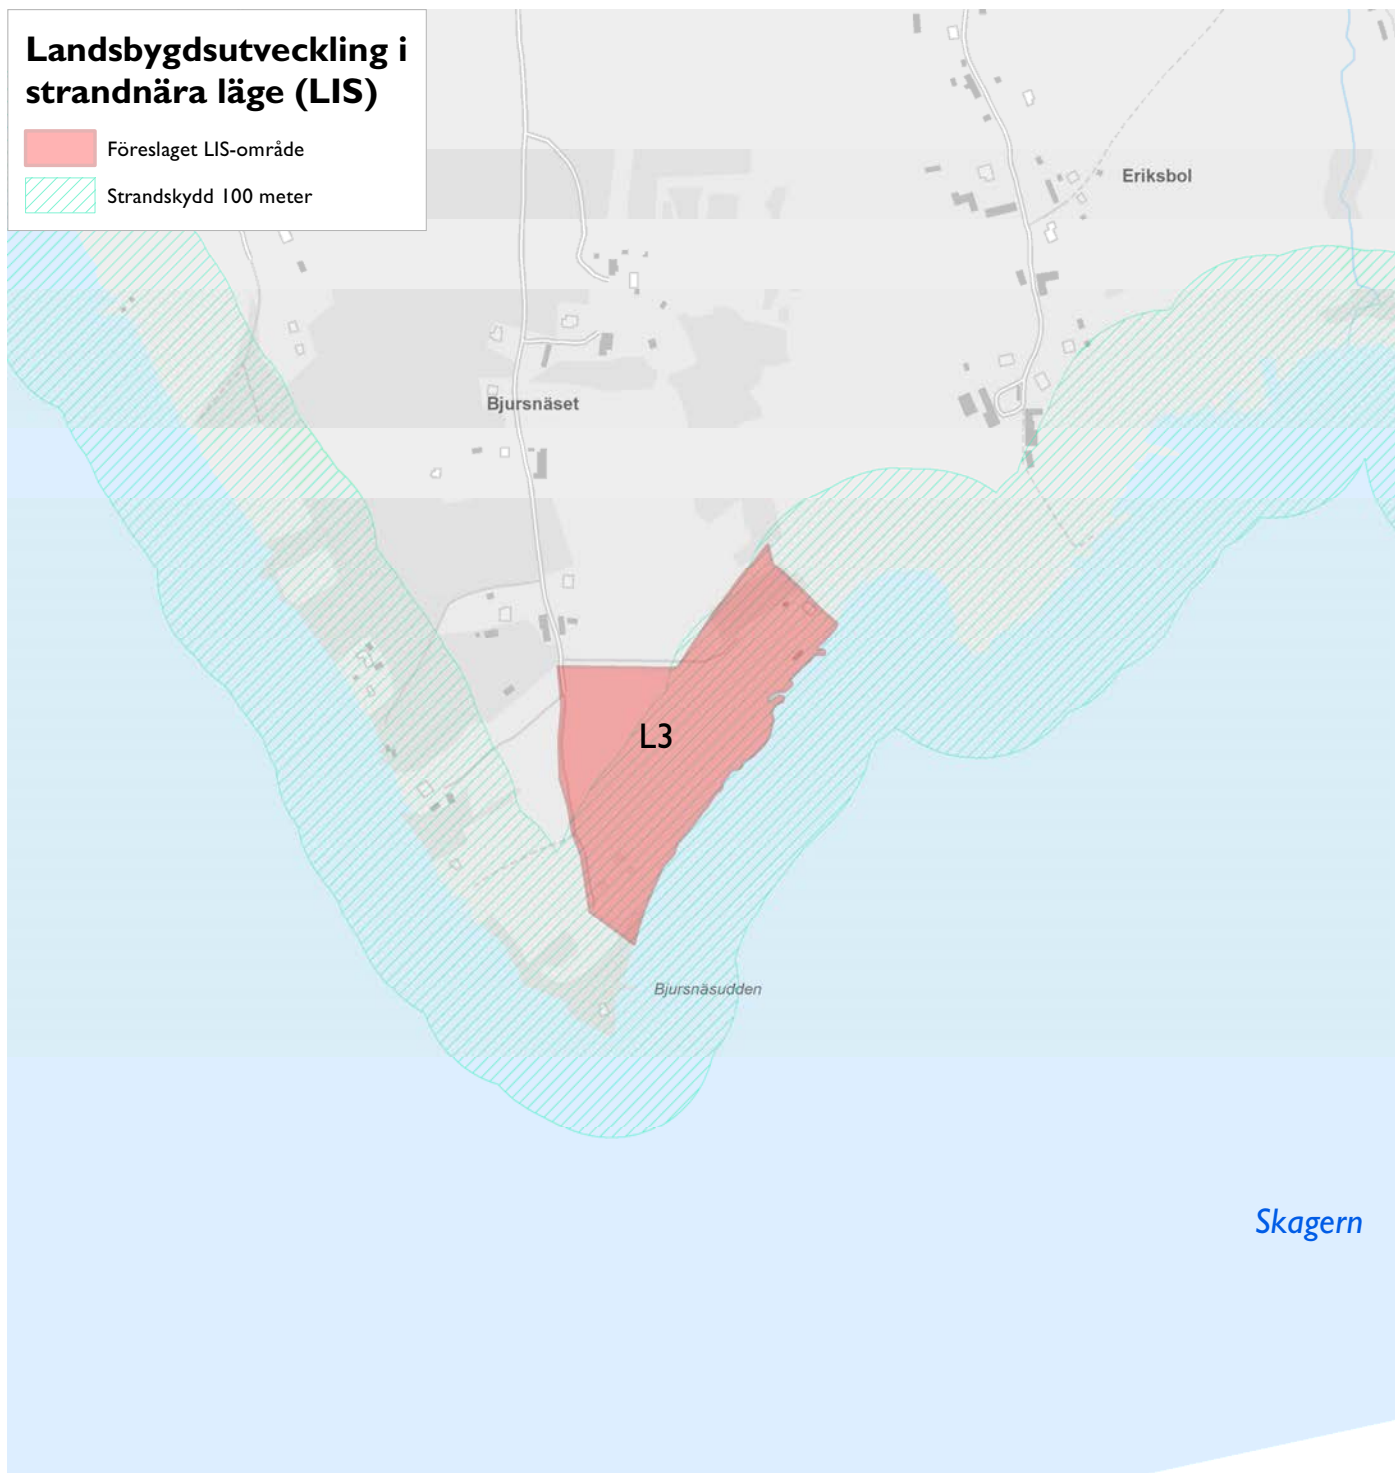 Landsbygdsutveckling i
strandnära läge (LIS)
Föreslaget LIS-område
Strandskydd 100 meter
Eriksbol
Bjursnäset
L3
Bjursnäsudden
Skagern